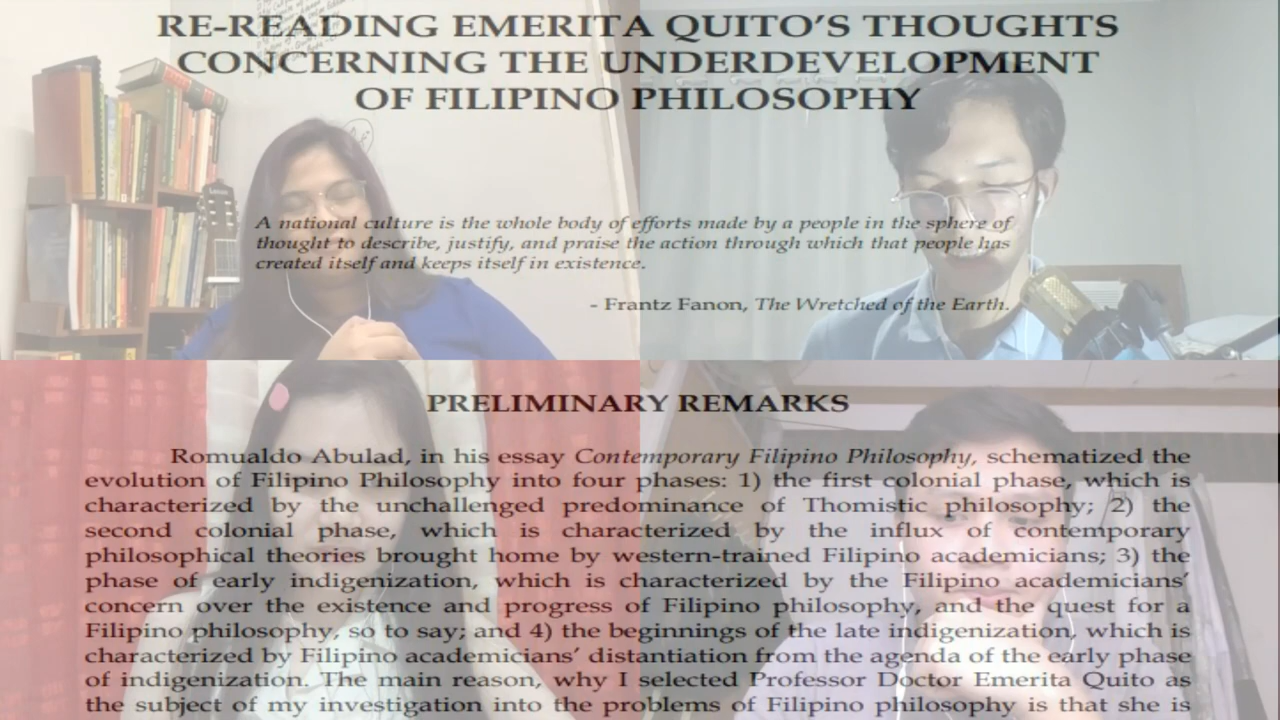 RE-READING EMERITA QUITO'S THOUGHTS
CONCERNING THE UNDERDEVELOPMENT
OF FILIPINO PHILOSOPHY
A national culture is the whole body of efforts made by a people in the sphere of
thought to describe, justify, and praise the action through which that people has
created itself and keeps itself in existence.
- Frantz Fanon, The Wretched of the Earth.
PRELIMINARY REMARKS
Romualdo Abulad, in his essay Contemporary Filipino Philosophy, schematized the
evolution of Filipino Philosophy into four phases: 1) the first colonial phase, which is
characterized by the unchallenged predominance of Thomistic philosophy; 2) the
second colonial phase, which is characterized by the influx of contemporary
philosophical theories brought home by western-trained Filipino academicians; 3) the
phase of early indigenization, which is characterized by the Filipino academicians'
concern over the existence and progress of Filipino philosophy, and the quest for a
Filipino philosophy, so to say; and 4) the beginnings of the late indigenization, which is
characterized by Filipino academicians' distantiation from the agenda of the early phase
of indigenization. The main reason, why I selected Professor Doctor Emerita Quito as
the subject of my investigation into the problems of Filipino philosophy is that she is